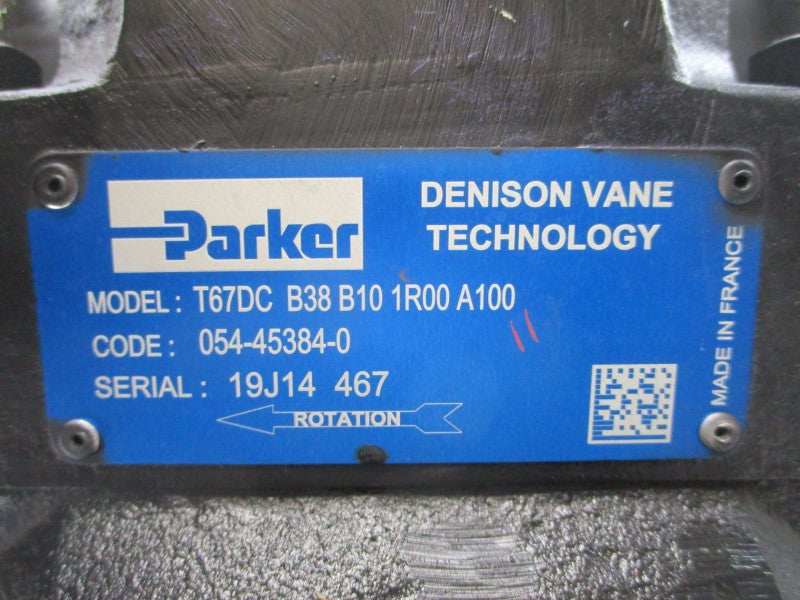 Parker
DENISON VANE
TECHNOLOGY
MODEL : T67DC B38 B10 1R00 A100
CODE : 054-45384-0
SERIAL : 19J14 467
ROTATION
MADE IN FRANCE